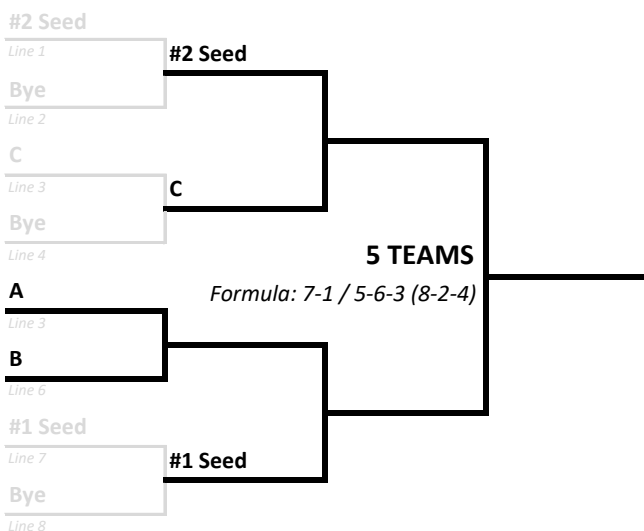 #2 Seed
Line 1
#2 Seed
Bye
Line 2
C
Line 3
C
Bye
Line 4
5 TEAMS
A
Formula: 7-1 / 5-6-3 (8-2-4)
Line 3
B
Line 6
#1 Seed
Line 7
#1 Seed
Bye
Line 8